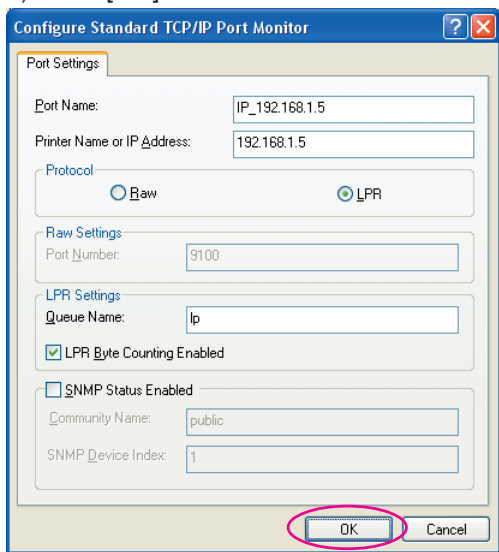 Configure Standard TCP/IP Port Monitor
Port Settings
Port Name: IP_192.168.1.5
Printer Name or IP Address: 192.168.1.5
Protocol
Raw LPR
Raw Settings
Port Number: 9100
LPR Settings
Queue Name: lp
LPR Byte Counting Enabled
SNMP Status Enabled
Community Name: public
SNMP Device Index: 1
OK Cancel